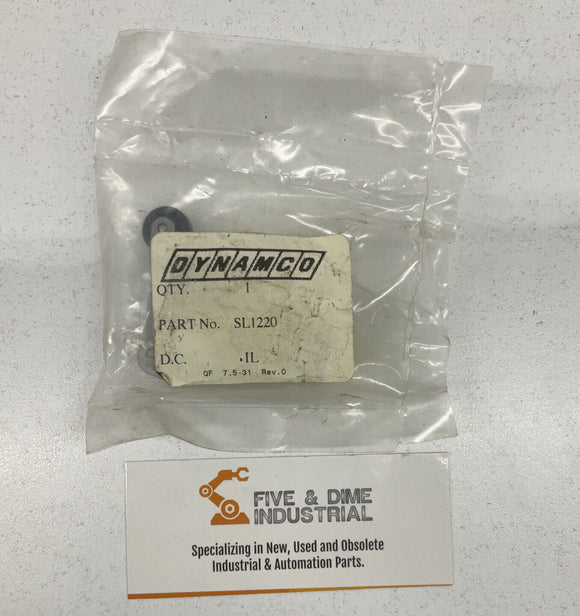 DYNAMCO
QTY. 1
PART No. SL1220
D.C. .1L
QF 7.5-31 Rev.0
FIVE & DIME
INDUSTRIAL
Specializing in New, Used and Obsolete
Industrial & Automation Parts.